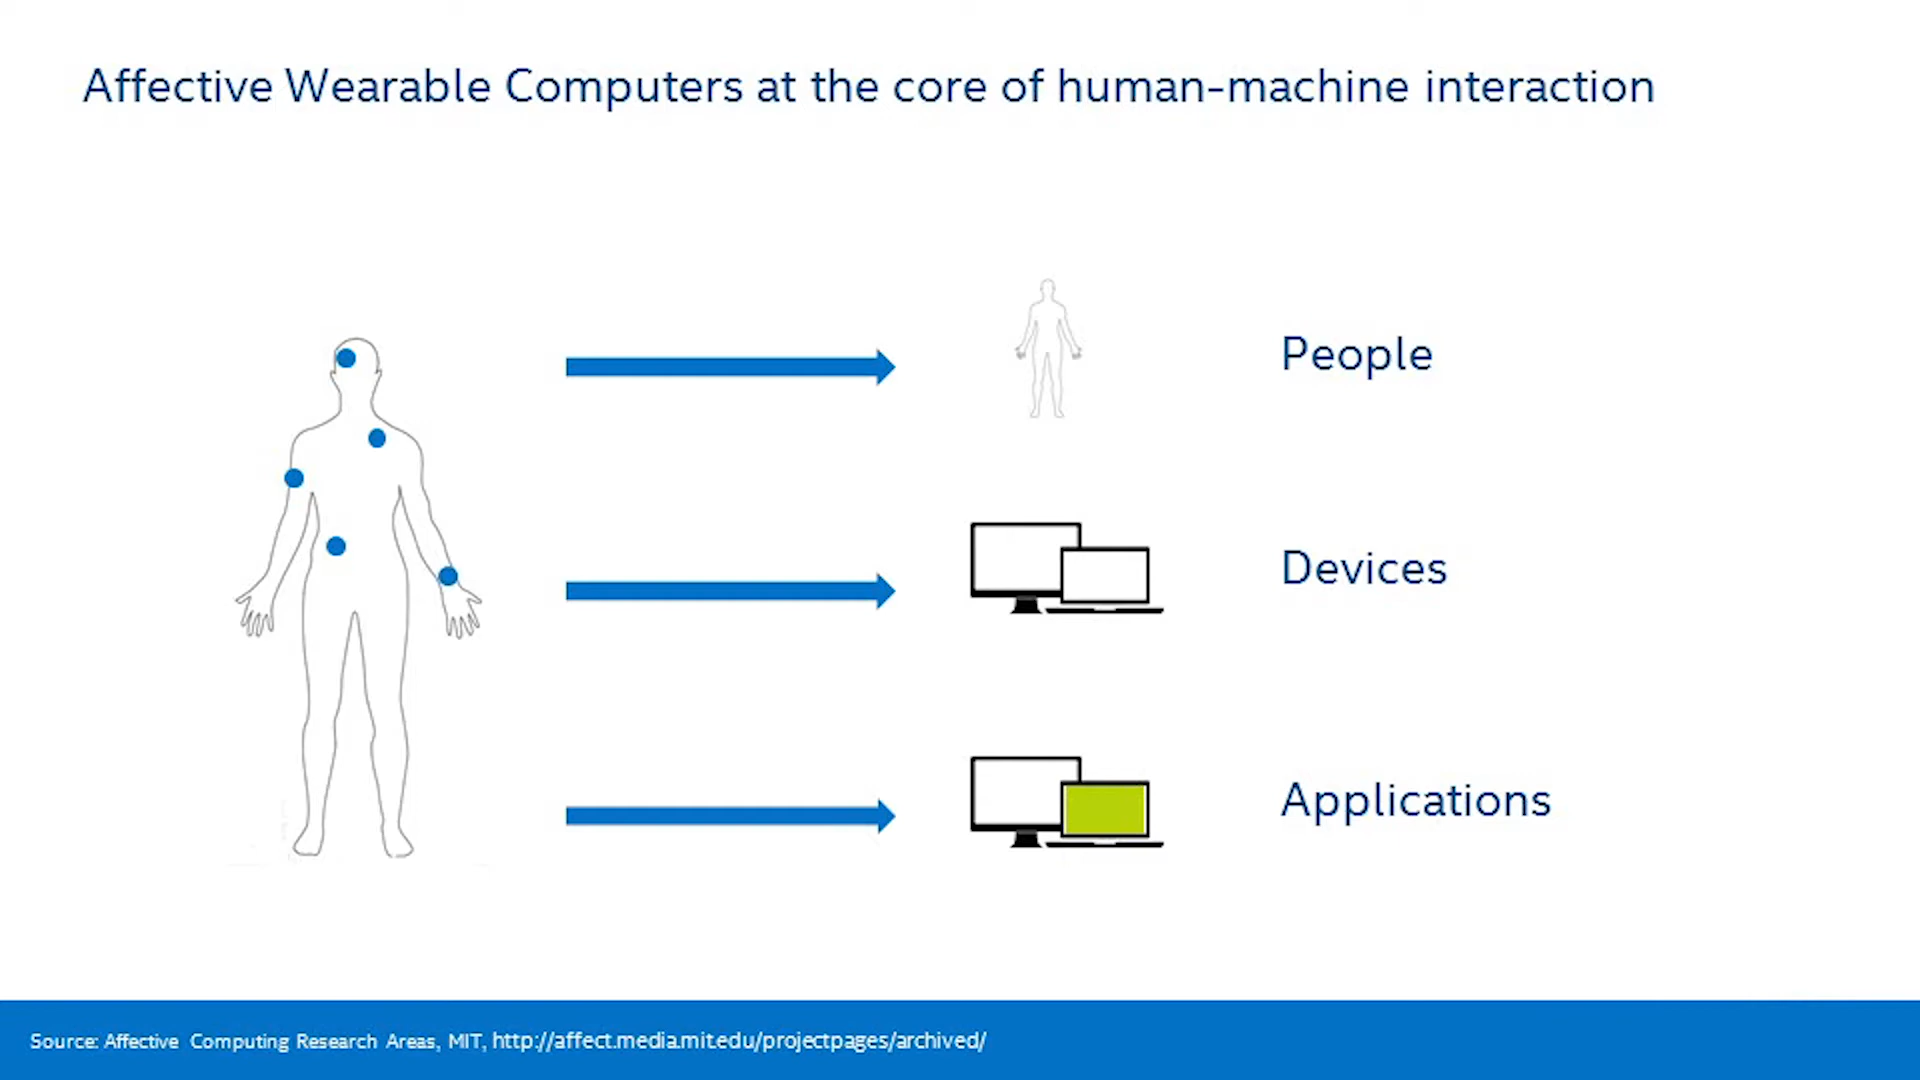 Affective Wearable Computers at the core of human-machine interaction
People
Devices
Applications
Source: Affective Computing Research Areas, MIT, http://affect.media.mit.edu/projectpages/archived/